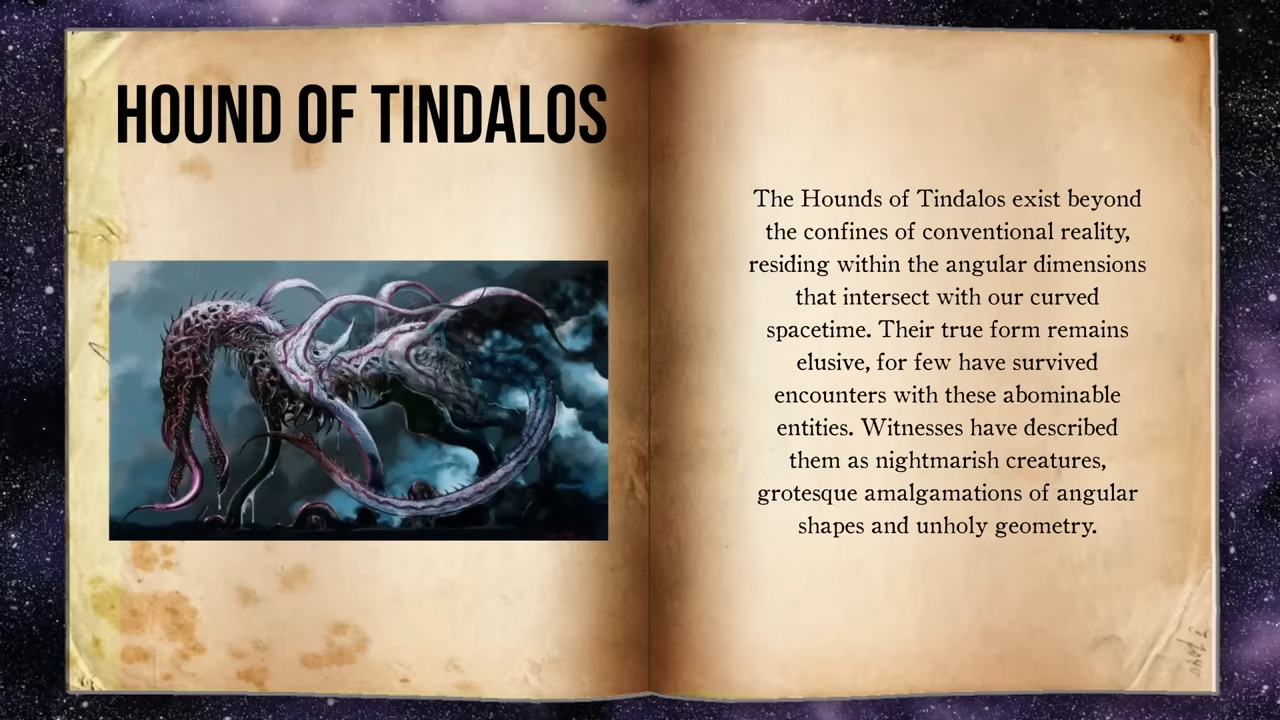 HOUND OF TINDALOS
The Hounds of Tindalos exist beyond
the confines of conventional reality,
residing within the angular dimensions
that intersect with our curved
spacetime. Their true form remains
elusive, for few have survived
encounters with these abominable
entities. Witnesses have described
them as nightmarish creatures,
grotesque amalgamations of angular
shapes and unholy geometry.